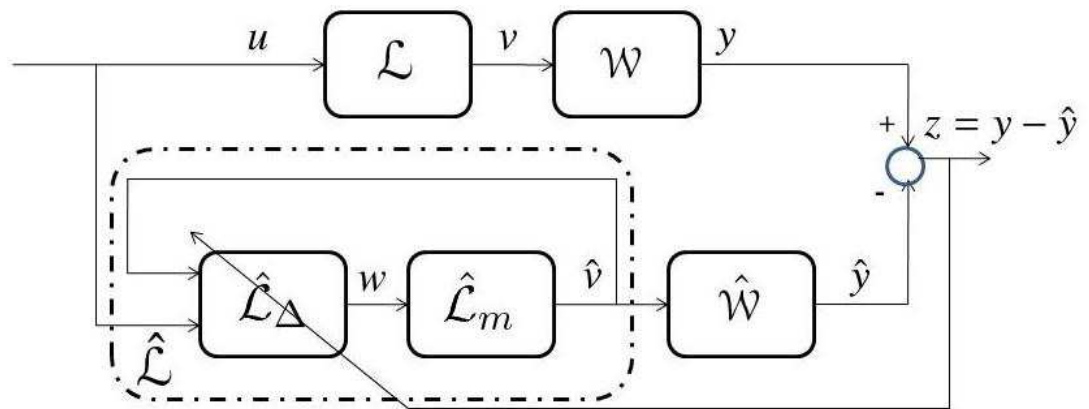 u
ℒ
v
𝒲
y
+
z = y − ŷ
-
ℒ̂_Δ
w
ℒ̂_m
v̂
𝒲̂
ŷ
ℒ̂